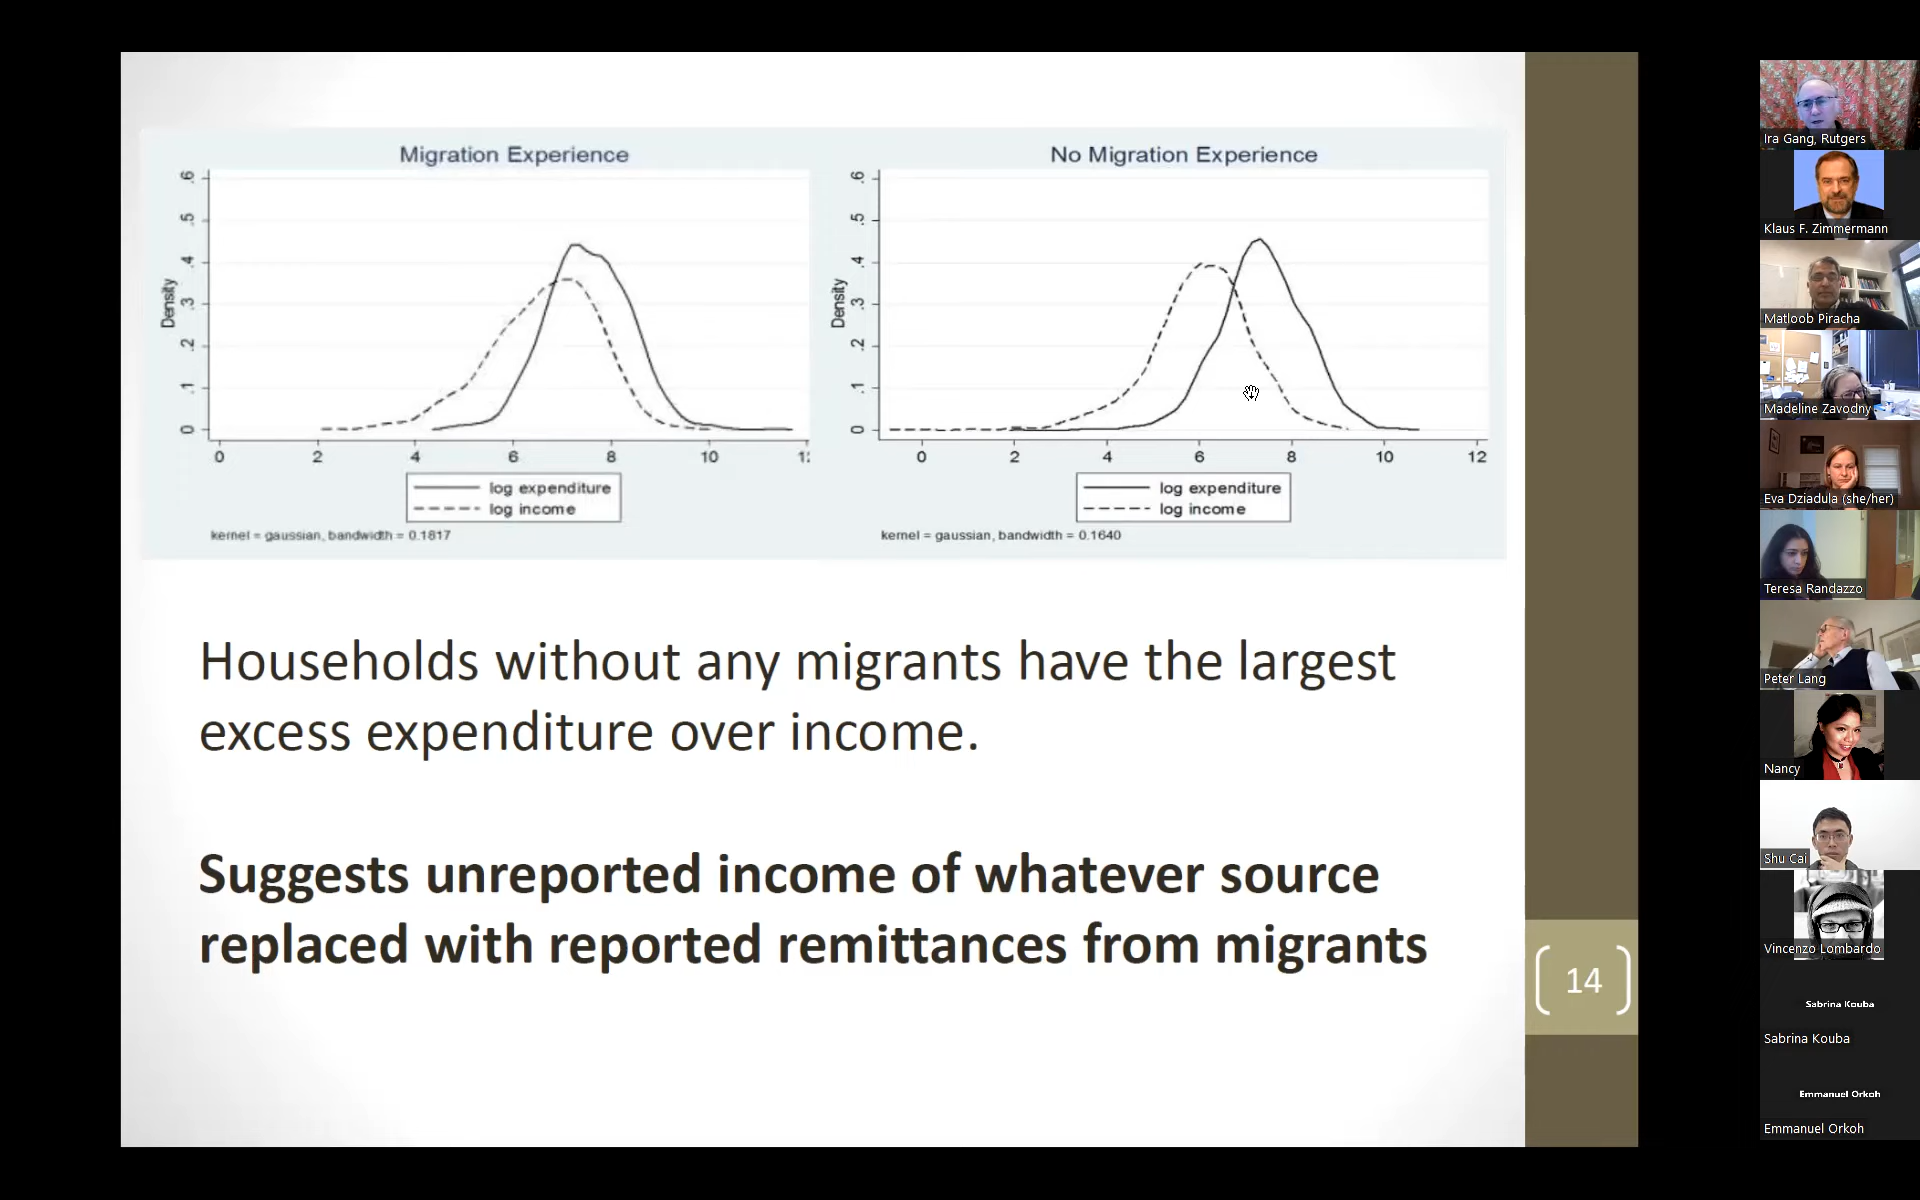 Migration Experience
.6
.5
.4
.3
.2
.1
0
Density
0 2 4 6 8 10 1:
log expenditure
log income
kernel = gaussian, bandwidth = 0.1817
No Migration Experience
.6
.5
.4
.3
.2
.1
0
Density
0 2 4 6 8 10 12
log expenditure
log income
kernel = gaussian, bandwidth = 0.1640
Households without any migrants have the largest
excess expenditure over income.
Suggests unreported income of whatever source
replaced with reported remittances from migrants
14
Ira Gang, Rutgers
Klaus F. Zimmermann
Matloob Piracha
Madeline Zavodny
Eva Dziadula (she/her)
Teresa Randazzo
Peter Lang
Nancy
Shu Cai
Vincenzo Lombardo
Sabrina Kouba
Sabrina Kouba
Emmanuel Orkoh
Emmanuel Orkoh